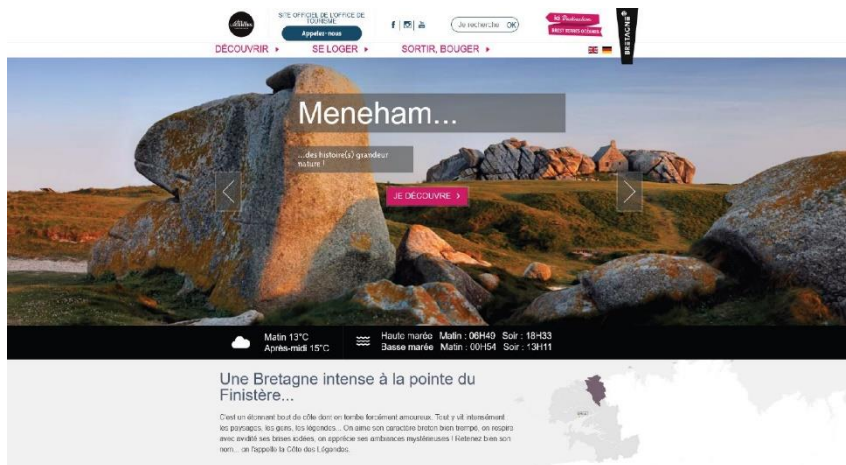 SITE OFFICIEL DE L'OFFICE DE
TOURISME
Appelez-nous
Je recherche OK
BRETAGNE
DÉCOUVRIR
SE LOGER
SORTIR, BOUGER
Meneham...
...des histoire(s) grandeur
nature !
JE DÉCOUVRE
Matin 13°C
Après-midi 15°C
Haute marée Matin : 06H49 Soir : 18H33
Basse marée Matin : 00H54 Soir : 13H11
Une Bretagne intense à la pointe du
Finistère...
C'est un étonnant bout de côte dont on tombe forcément amoureux. Tout y vit intensément
les paysages, les gens, les légendes... On aime son caractère breton bien trempé, on respire
avec avidité ses brises iodées, on apprécie ses ambiances mystérieuses ! Retenez bien son
nom... on l'appelle la Côte des Légendes.